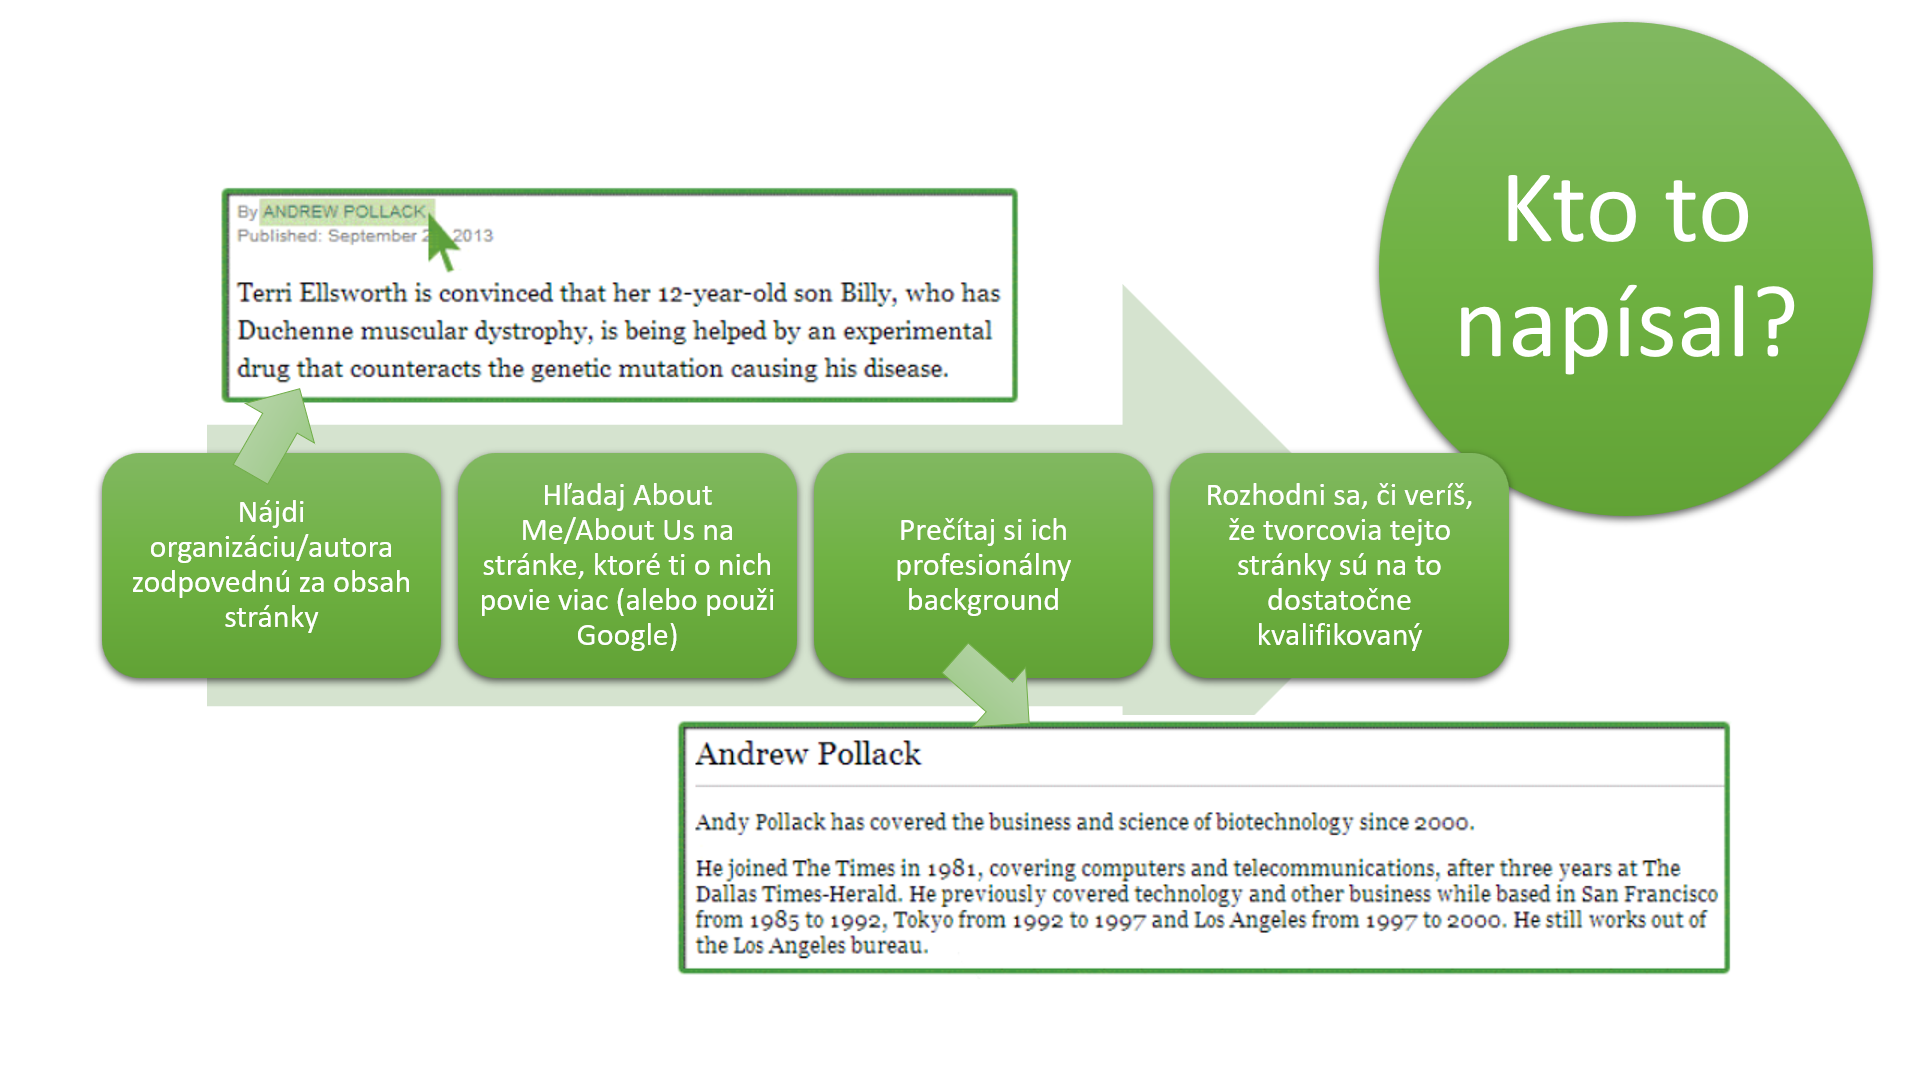 Kto to
napísal?
By ANDREW POLLACK
Published: September 2 2013
Terri Ellsworth is convinced that her 12-year-old son Billy, who has
Duchenne muscular dystrophy, is being helped by an experimental
drug that counteracts the genetic mutation causing his disease.
Nájdi
organizáciu/autora
zodpovednú za obsah
stránky
Hľadaj About
Me/About Us na
stránke, ktoré ti o nich
povie viac (alebo použi
Google)
Prečítaj si ich
profesionálny
background
Rozhodni sa, či veríš,
že tvorcovia tejto
stránky sú na to
dostatočne
kvalifikovaný
Andrew Pollack
Andy Pollack has covered the business and science of biotechnology since 2000.
He joined The Times in 1981, covering computers and telecommunications, after three years at The
Dallas Times-Herald. He previously covered technology and other business while based in San Francisco
from 1985 to 1992, Tokyo from 1992 to 1997 and Los Angeles from 1997 to 2000. He still works out of
the Los Angeles bureau.